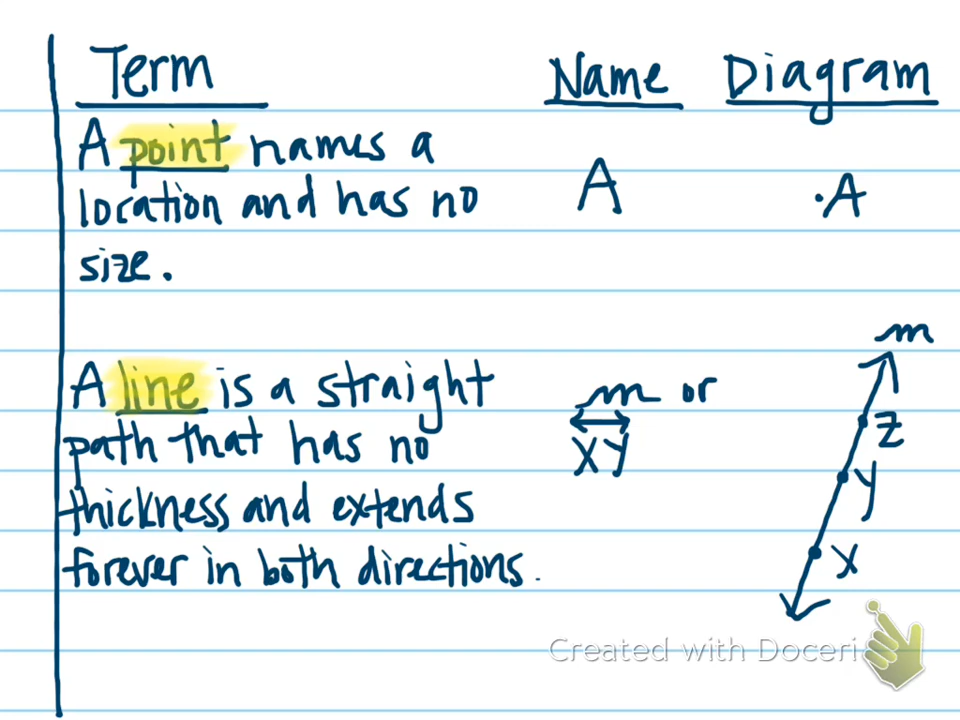 Term Name Diagram
A point names a
location and has no
size.
A
.A
A line is a straight
path that has no
thickness and extends
forever in both directions.
m or
XY
m
Z
Y
X
Created with Doceri